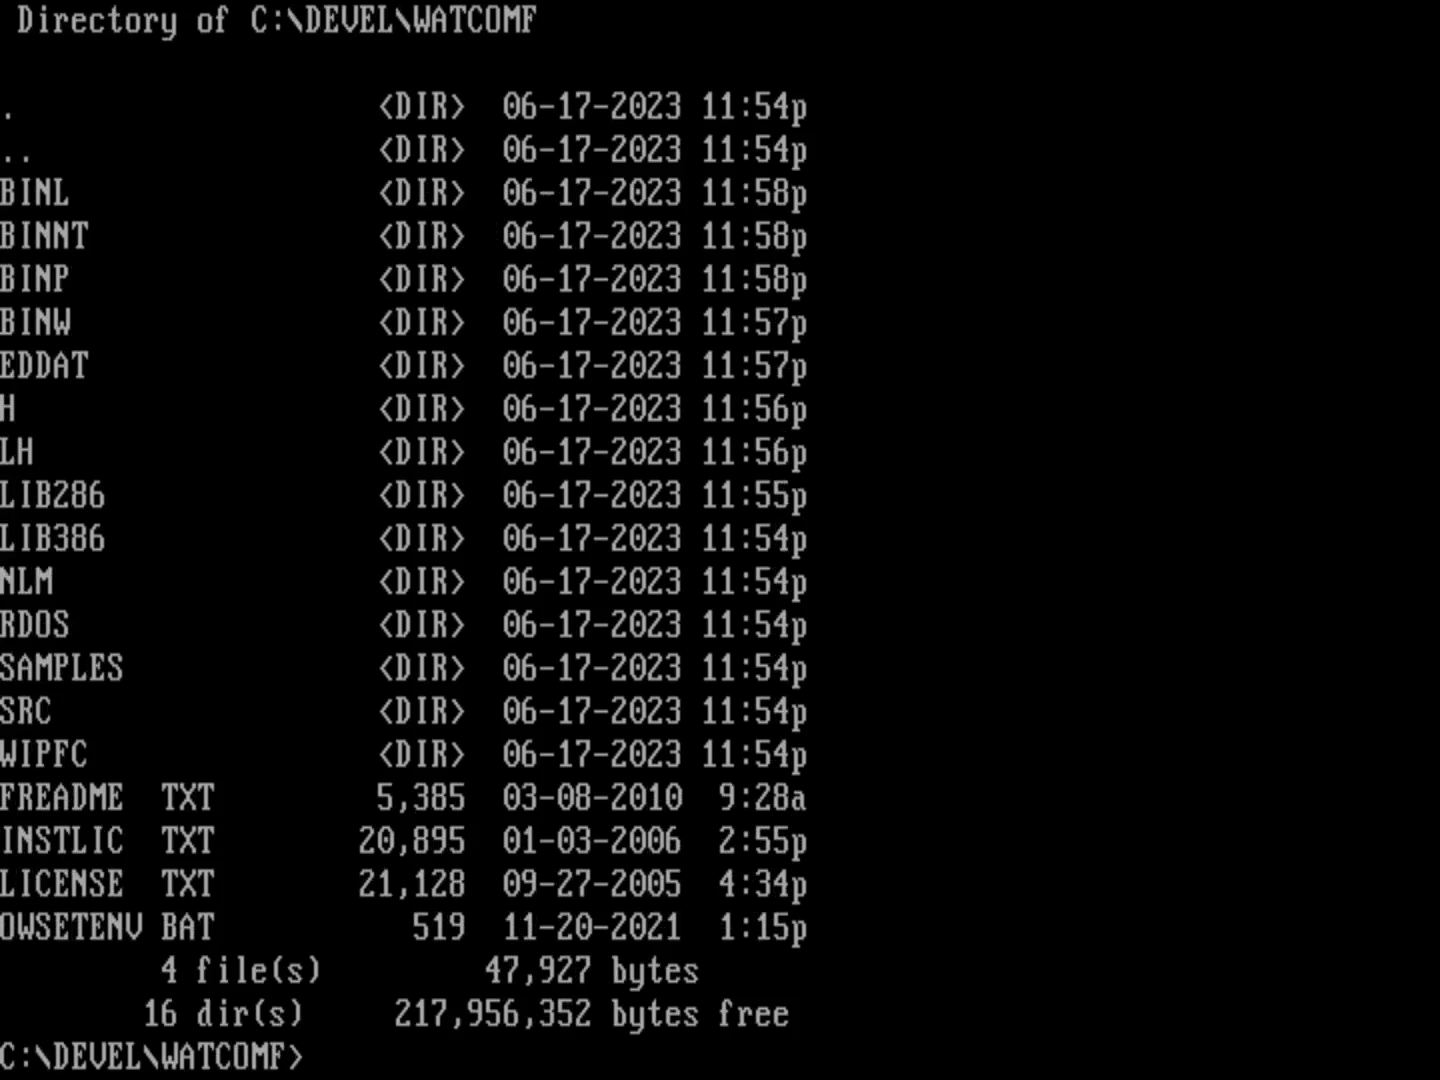 Directory of C:\DEVEL\WATCOMF
. <DIR> 06-17-2023 11:54p
.. <DIR> 06-17-2023 11:54p
BINL <DIR> 06-17-2023 11:58p
BINNT <DIR> 06-17-2023 11:58p
BINP <DIR> 06-17-2023 11:58p
BINW <DIR> 06-17-2023 11:57p
EDDAT <DIR> 06-17-2023 11:57p
H <DIR> 06-17-2023 11:56p
LH <DIR> 06-17-2023 11:56p
LIB286 <DIR> 06-17-2023 11:55p
LIB386 <DIR> 06-17-2023 11:54p
NLM <DIR> 06-17-2023 11:54p
RDOS <DIR> 06-17-2023 11:54p
SAMPLES <DIR> 06-17-2023 11:54p
SRC <DIR> 06-17-2023 11:54p
WIPFC <DIR> 06-17-2023 11:54p
FREADME TXT 5,385 03-08-2010 9:28a
INSTLIC TXT 20,895 01-03-2006 2:55p
LICENSE TXT 21,128 09-27-2005 4:34p
OWSETENV BAT 519 11-20-2021 1:15p
4 file(s) 47,927 bytes
16 dir(s) 217,956,352 bytes free
C:\DEVEL\WATCOMF>